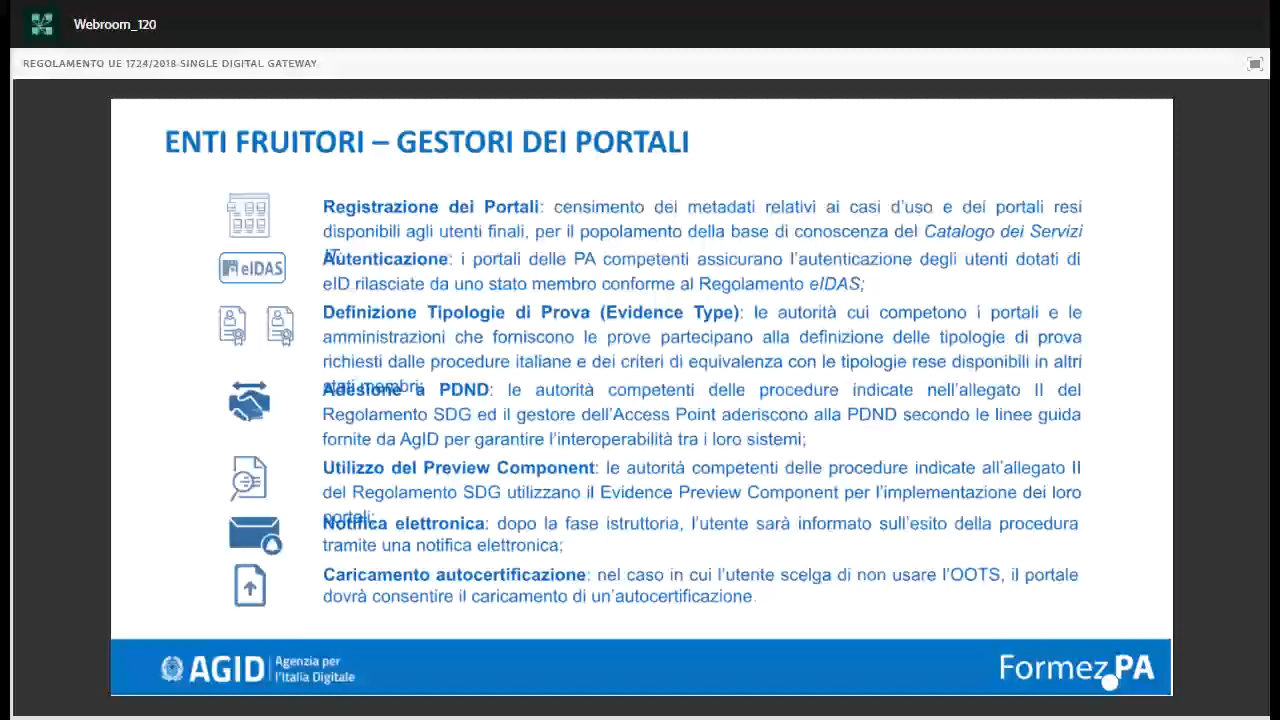 Webroom_120
REGOLAMENTO UE 1724/2018-SINGLE DIGITAL GATEWAY
ENTI FRUITORI – GESTORI DEI PORTALI
Registrazione dei Portali: censimento dei metadati relativi ai casi d'uso e dei portali resi
disponibili agli utenti finali, per il popolamento della base di conoscenza del Catalogo dei Servizi
IT;
eIDAS
Autenticazione: i portali delle PA competenti assicurano l'autenticazione degli utenti dotati di
eID rilasciate da uno stato membro conforme al Regolamento eIDAS;
Definizione Tipologie di Prova (Evidence Type): le autorità cui competono i portali e le
amministrazioni che forniscono le prove partecipano alla definizione delle tipologie di prova
richiesti dalle procedure italiane e dei criteri di equivalenza con le tipologie rese disponibili in altri
stati membri;
Adesione a PDND: le autorità competenti delle procedure indicate nell'allegato II del
Regolamento SDG ed il gestore dell'Access Point aderiscono alla PDND secondo le linee guida
fornite da AgID per garantire l'interoperabilità tra i loro sistemi;
Utilizzo del Preview Component: le autorità competenti delle procedure indicate all'allegato II
del Regolamento SDG utilizzano il Evidence Preview Component per l'implementazione dei loro
portali;
Notifica elettronica: dopo la fase istruttoria, l'utente sarà informato sull'esito della procedura
tramite una notifica elettronica;
Caricamento autocertificazione: nel caso in cui l'utente scelga di non usare l'OOTS, il portale
dovrà consentire il caricamento di un'autocertificazione.
AGID
Agenzia per
l'Italia Digitale
Formez PA